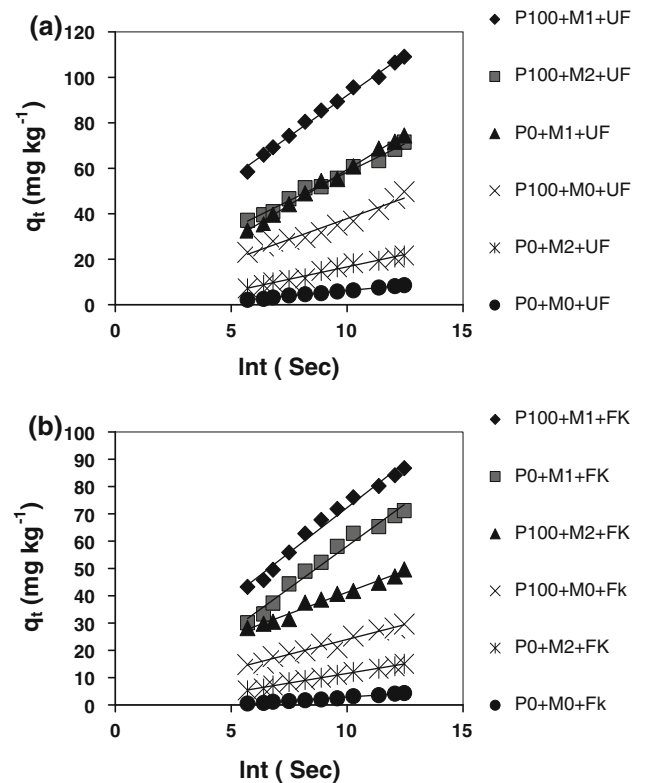 (a)
120
100
80
60
40
20
0
q_t (mg kg⁻¹)
0 5 10 15
lnt ( Sec)
P100+M1+UF
P100+M2+UF
P0+M1+UF
P100+M0+UF
P0+M2+UF
P0+M0+UF
(b)
100
90
80
70
60
50
40
30
20
10
0
q_t (mg kg⁻¹)
0 5 10 15
lnt ( Sec)
P100+M1+FK
P0+M1+FK
P100+M2+FK
P100+M0+Fk
P0+M2+FK
P0+M0+Fk